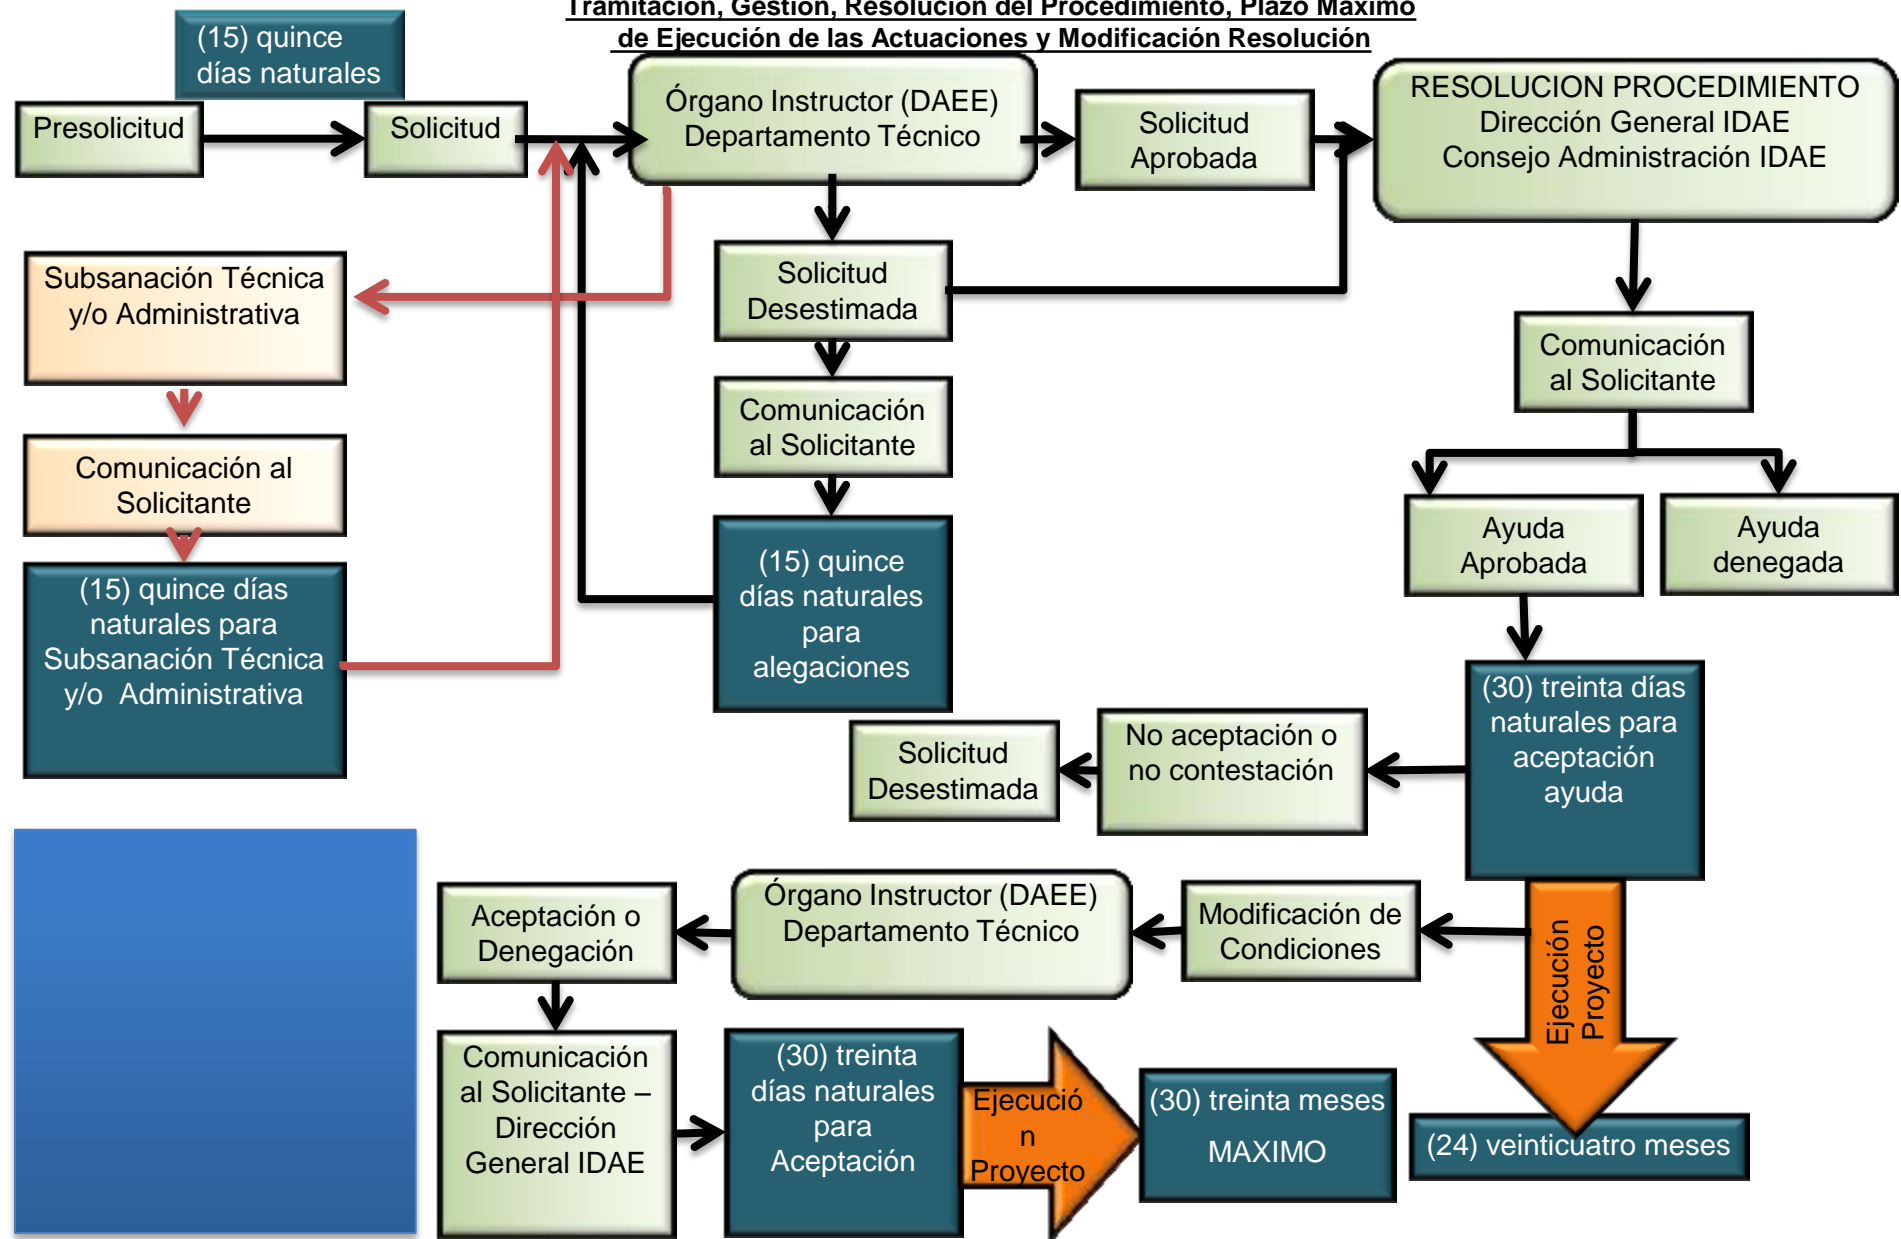 Tramitación, Gestión, Resolución del Procedimiento, Plazo Máximo
de Ejecución de las Actuaciones y Modificación Resolución
(15) quince
días naturales
Presolicitud
Solicitud
Órgano Instructor (DAEE)
Departamento Técnico
Solicitud
Aprobada
RESOLUCION PROCEDIMIENTO
Dirección General IDAE
Consejo Administración IDAE
Subsanación Técnica
y/o Administrativa
Solicitud
Desestimada
Comunicación
al Solicitante
Comunicación
al Solicitante
Comunicación al
Solicitante
Ayuda
Aprobada
Ayuda
denegada
(15) quince días
naturales para
Subsanación Técnica
y/o Administrativa
(15) quince
días naturales
para
alegaciones
(30) treinta días
naturales para
aceptación
ayuda
No aceptación o
no contestación
Solicitud
Desestimada
Aceptación o
Denegación
Órgano Instructor (DAEE)
Departamento Técnico
Modificación de
Condiciones
Ejecución
Proyecto
Comunicación
al Solicitante –
Dirección
General IDAE
(30) treinta
días naturales
para
Aceptación
Ejecució
n
Proyecto
(30) treinta meses
MAXIMO
(24) veinticuatro meses